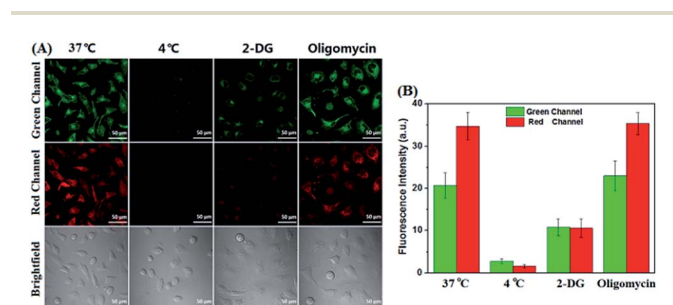 (A) 37℃ 4℃ 2-DG Oligomycin
Green Channel
50 μm 50 μm 50 μm 50 μm
Red Channel
50 μm 50 μm 50 μm 50 μm
Brightfield
50 μm 50 μm 50 μm 50 μm
(B)
Fluorescence Intensity (a.u.)
40
30
20
10
0
Green Channel
Red Channel
37 ℃ 4 ℃ 2-DG Oligomycin